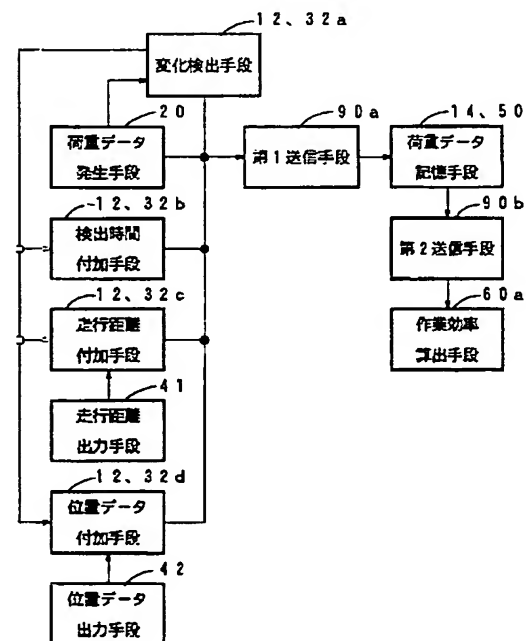 12、32a
変化検出手段
20
荷重データ
発生手段
90a
第1送信手段
14、50
荷重データ
記憶手段
12、32b
検出時間
付加手段
90b
第2送信手段
12、32c
走行距離
付加手段
60a
作業効率
算出手段
41
走行距離
出力手段
12、32d
位置データ
付加手段
42
位置データ
出力手段